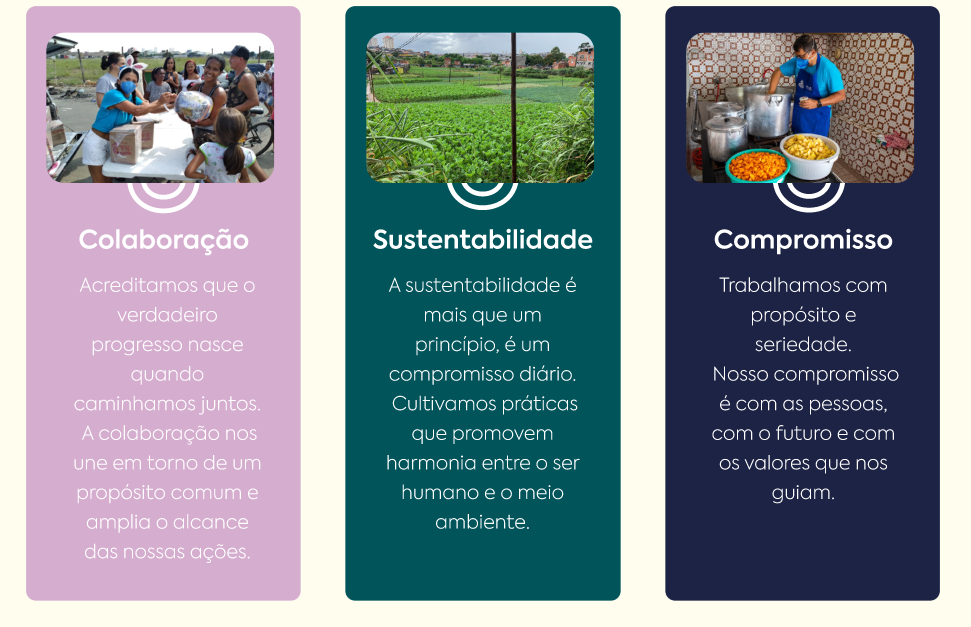 Colaboração
Acreditamos que o
verdadeiro
progresso nasce
quando
caminhamos juntos.
A colaboração nos
une em torno de um
propósito comum e
amplia o alcance
das nossas ações.
Sustentabilidade
A sustentabilidade é
mais que um
princípio, é um
compromisso diário.
Cultivamos práticas
que promovem
harmonia entre o ser
humano e o meio
ambiente.
Compromisso
Trabalhamos com
propósito e
seriedade.
Nosso compromisso
é com as pessoas,
com o futuro e com
os valores que nos
guiam.